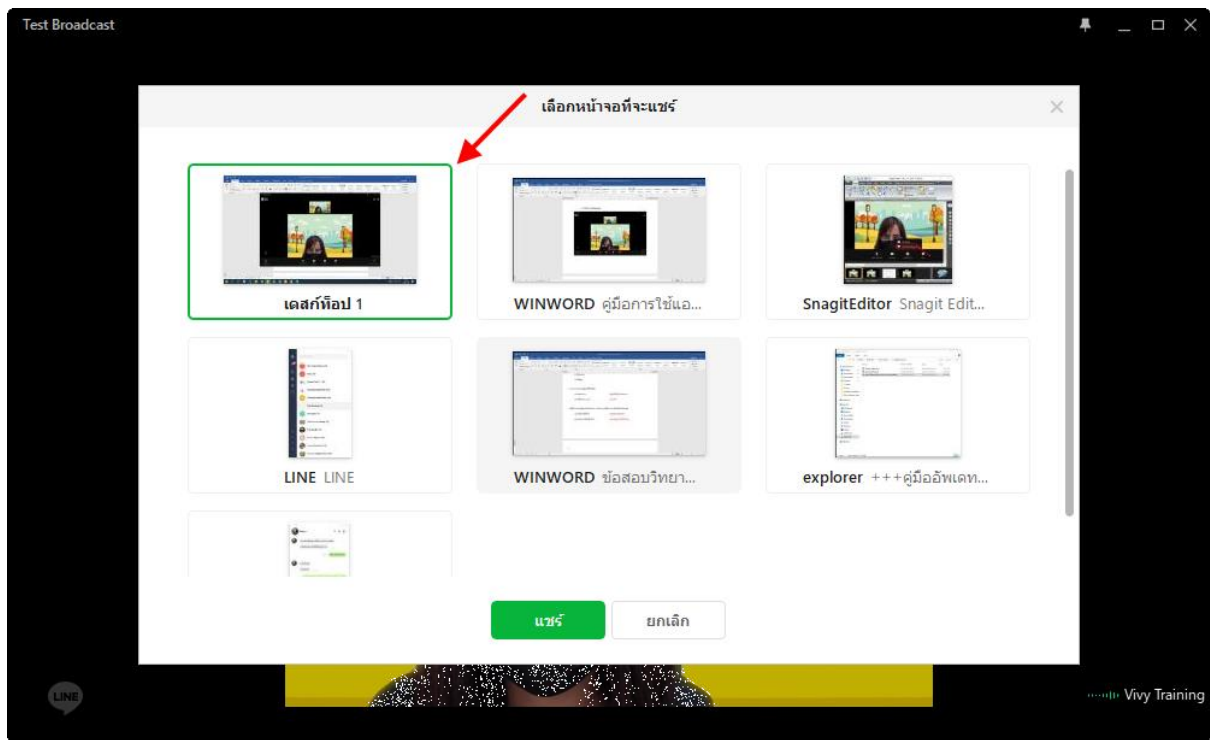 Test Broadcast
เลือกหน้าจอที่จะแชร์
เดสก์ท็อป 1
WINWORD คู่มือการใช้แอ...
SnagitEditor Snagit Edit...
LINE LINE
WINWORD ข้อสอบวิทยา...
explorer +++คู่มืออัพเดท...
แชร์
ยกเลิก
LINE
Vivy Training